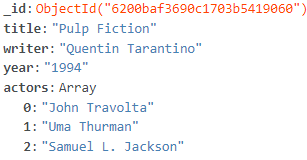 _id: ObjectId("6200baf3690c1703b5419060")
title: "Pulp Fiction"
writer: "Quentin Tarantino"
year: "1994"
actors: Array
0: "John Travolta"
1: "Uma Thurman"
2: "Samuel L. Jackson"